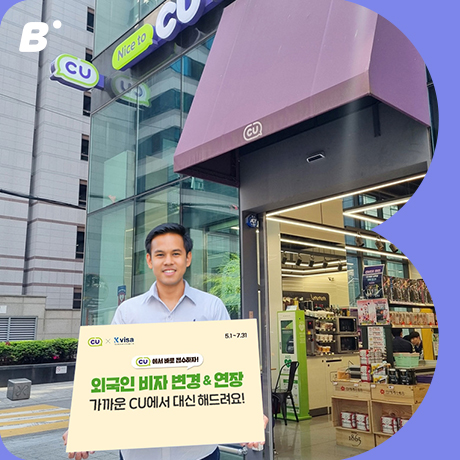 B
Nice to CU
CU
CU
CU × K visa 5.1~7.31
CU 에서 바로 접수하자!
외국인 비자 변경 & 연장
가까운 CU에서 대신 해드려요!
1865